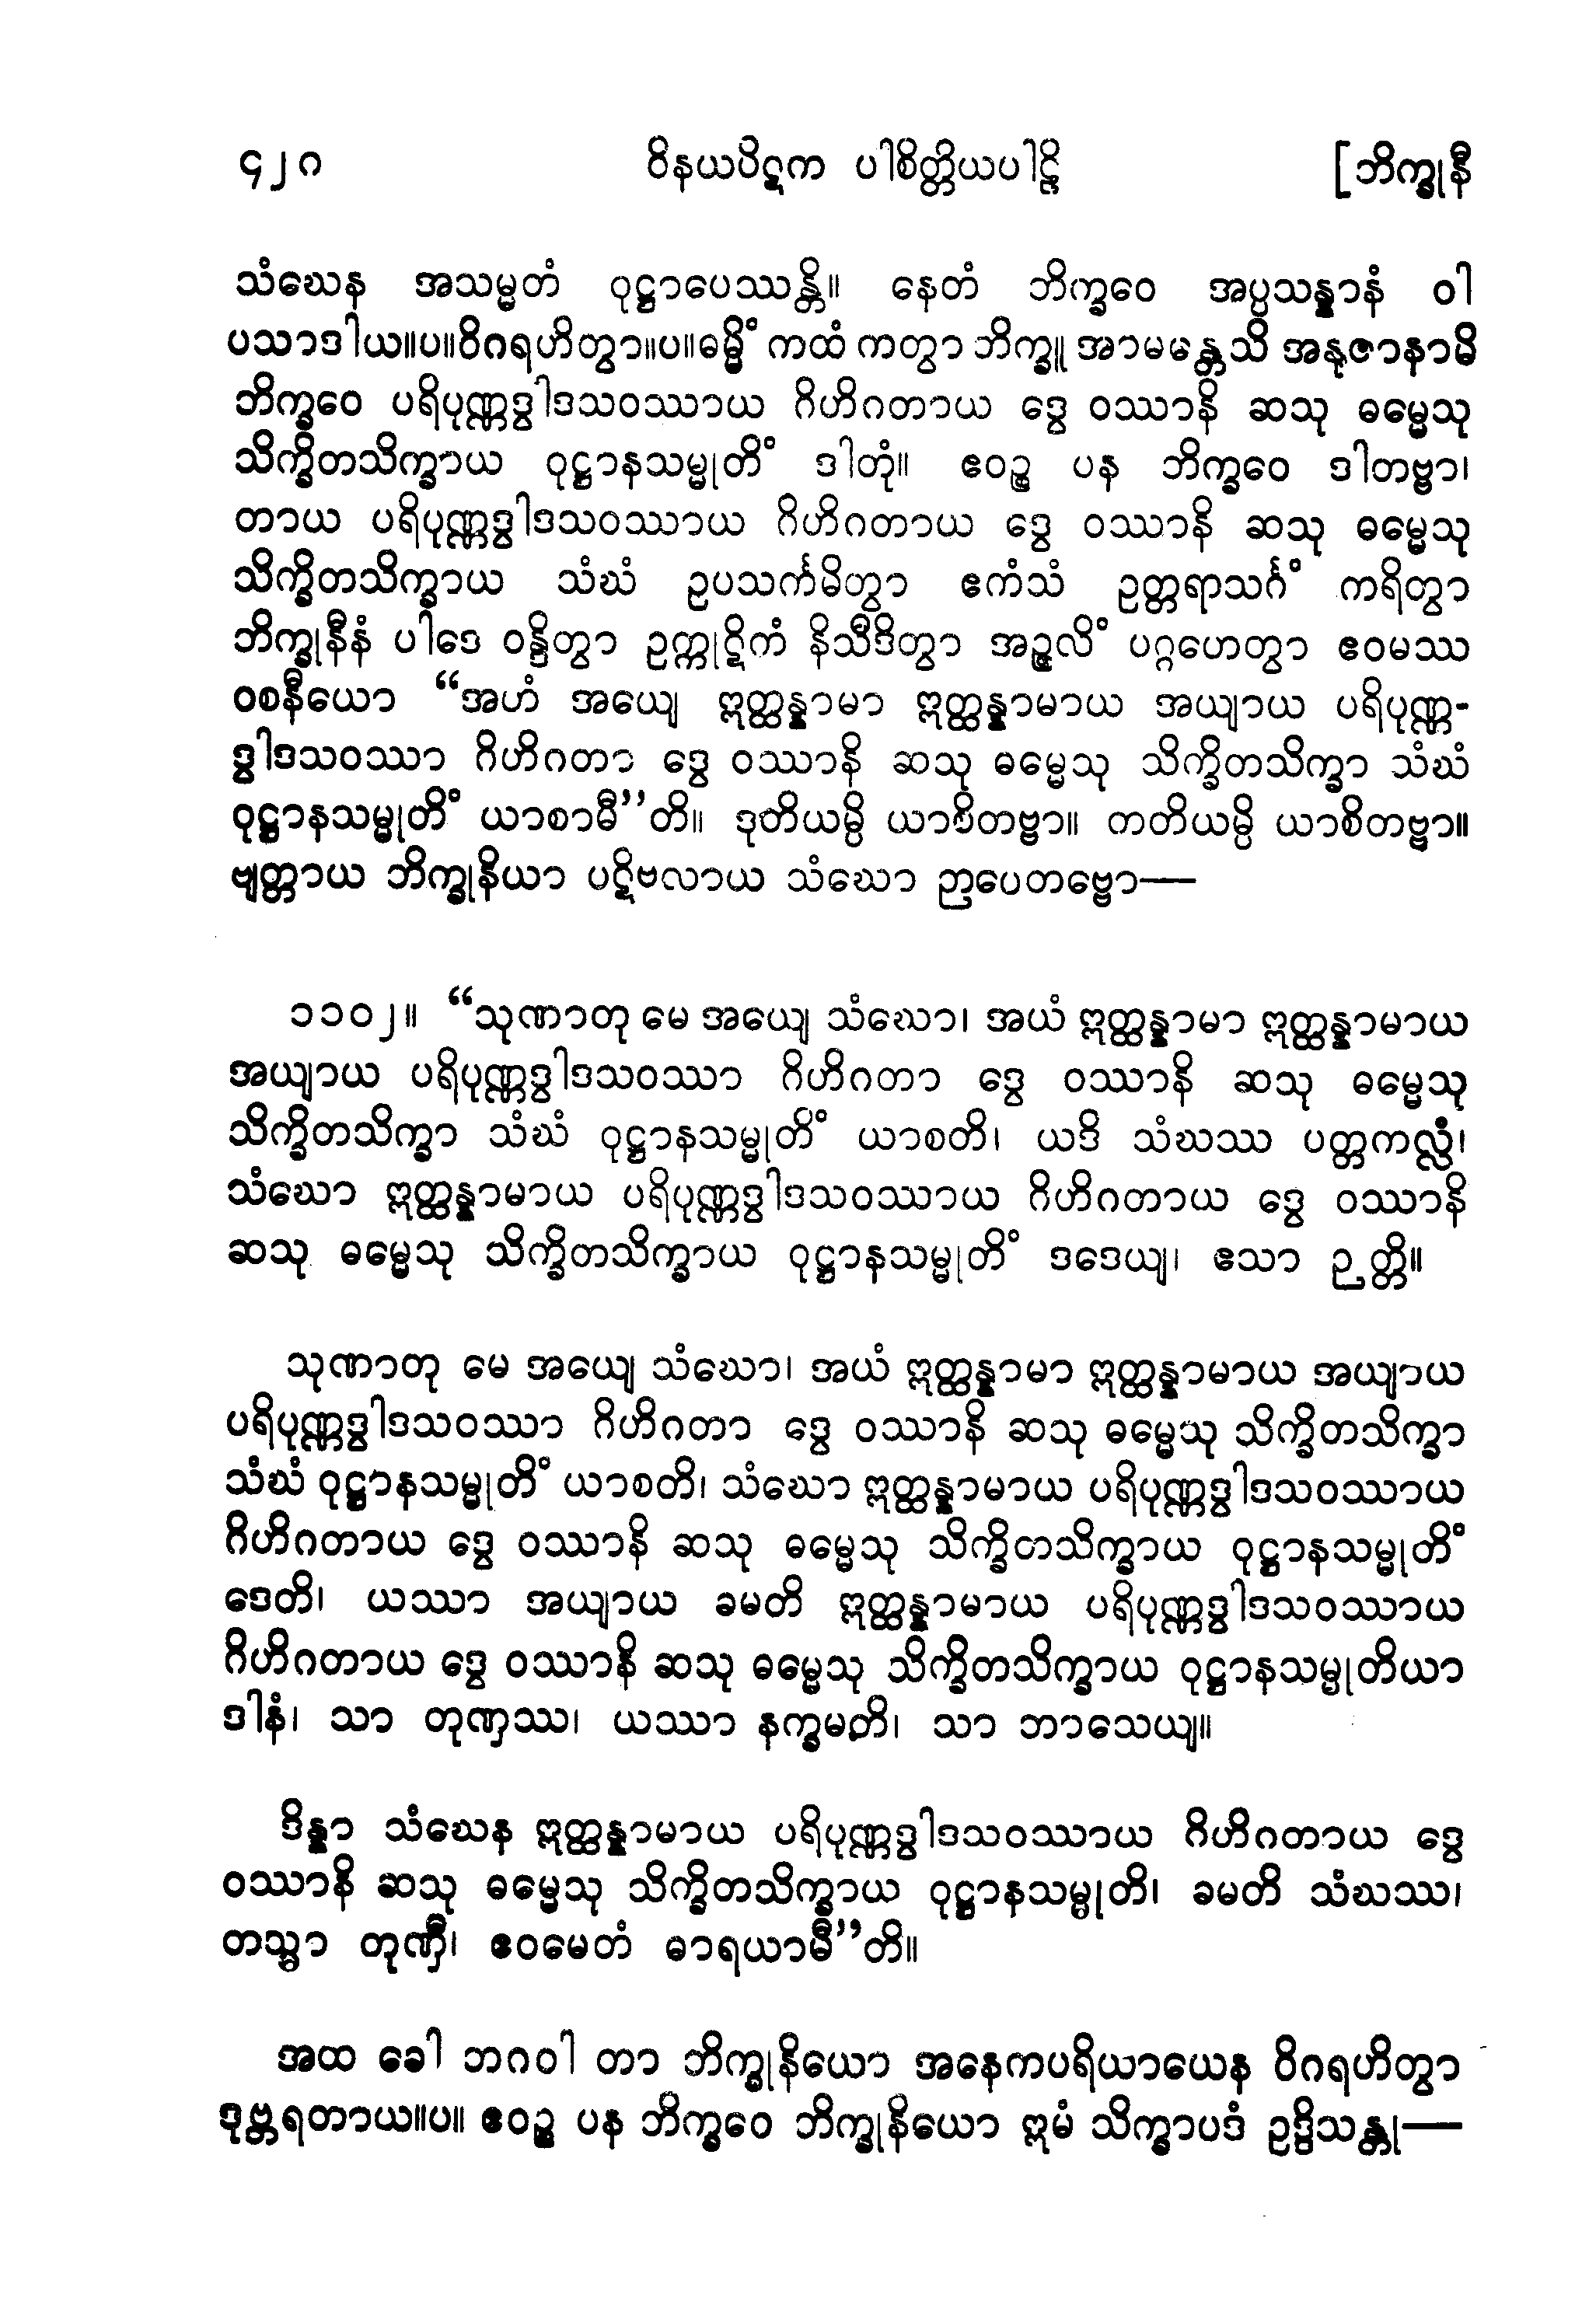 ၄၂၈ ဝိနယပိဋက ပါစိတ္တိယပါဠိ [ဘိက္ခုနီ
သံဃေန အသမ္မတံ ဝုဋ္ဌာပေဿန္တိ။ နေတံ ဘိက္ခဝေ အပ္ပသန္နာနံ ဝါ
ပသာဒါယ။ပ။ဝိဂရဟိတွာ။ပ။ဓမ္မိံ ကထံ ကတွာ ဘိက္ခူ အာမန္တေသိ အနုဇာနာမိ
ဘိက္ခဝေ ပရိပုဏ္ဏဒွါဒသဝဿာယ ဂိဟိဂတာယ ဒွေ ဝဿာနိ ဆသု ဓမ္မေသု
သိက္ခိတသိက္ခာယ ဝုဋ္ဌာနသမ္မုတိံ ဒါတုံ။ ဧဝဉ္စ ပန ဘိက္ခဝေ ဒါတဗ္ဗာ၊
တာယ ပရိပုဏ္ဏဒွါဒသဝဿာယ ဂိဟိဂတာယ ဒွေ ဝဿာနိ ဆသု ဓမ္မေသု
သိက္ခိတသိက္ခာယ သံဃံ ဥပသင်္ကမိတွာ ဧကံသံ ဥတ္တရာသင်္ဂံ ကရိတွာ
ဘိက္ခုနီနံ ပါဒေ ဝန္ဒိတွာ ဥက္ကုဋိကံ နိသီဒိတွာ အဉ္ဇလိံ ပဂ္ဂဟေတွာ ဧဝမဿ
ဝစနီယော “အဟံ အယျေ ဣတ္ထန္နာမာ ဣတ္ထန္နာမာယ အယျာယ ပရိပုဏ္ဏ-
ဒွါဒသဝဿာ ဂိဟိဂတာ ဒွေ ဝဿာနိ ဆသု ဓမ္မေသု သိက္ခိတသိက္ခာ သံဃံ
ဝုဋ္ဌာနသမ္မုတိံ ယာစာမီ”တိ။ ဒုတိယမ္ပိ ယာစိတဗ္ဗာ။ တတိယမ္ပိ ယာစိတဗ္ဗာ။
ဗျတ္တာယ ဘိက္ခုနိယာ ပဋိဗလာယ သံဃော ဉာပေတဗ္ဗော—
၁၁၀၂။ “သုဏာတု မေ အယျေ သံဃော၊ အယံ ဣတ္ထန္နာမာ ဣတ္ထန္နာမာယ
အယျာယ ပရိပုဏ္ဏဒွါဒသဝဿာ ဂိဟိဂတာ ဒွေ ဝဿာနိ ဆသု ဓမ္မေသု
သိက္ခိတသိက္ခာ သံဃံ ဝုဋ္ဌာနသမ္မုတိံ ယာစတိ၊ ယဒိ သံဃဿ ပတ္တကလ္လံ၊
သံဃော ဣတ္ထန္နာမာယ ပရိပုဏ္ဏဒွါဒသဝဿာယ ဂိဟိဂတာယ ဒွေ ဝဿာနိ
ဆသု ဓမ္မေသု သိက္ခိတသိက္ခာယ ဝုဋ္ဌာနသမ္မုတိံ ဒဒေယျ၊ ဧသာ ဉတ္တိ။
သုဏာတု မေ အယျေ သံဃော၊ အယံ ဣတ္ထန္နာမာ ဣတ္ထန္နာမာယ အယျာယ
ပရိပုဏ္ဏဒွါဒသဝဿာ ဂိဟိဂတာ ဒွေ ဝဿာနိ ဆသု ဓမ္မေသု သိက္ခိတသိက္ခာ
သံဃံ ဝုဋ္ဌာနသမ္မုတိံ ယာစတိ၊ သံဃော ဣတ္ထန္နာမာယ ပရိပုဏ္ဏဒွါဒသဝဿာယ
ဂိဟိဂတာယ ဒွေ ဝဿာနိ ဆသု ဓမ္မေသု သိက္ခိတသိက္ခာယ ဝုဋ္ဌာနသမ္မုတိံ
ဒေတိ၊ ယဿာ အယျာယ ခမတိ ဣတ္ထန္နာမာယ ပရိပုဏ္ဏဒွါဒသဝဿာယ
ဂိဟိဂတာယ ဒွေ ဝဿာနိ ဆသု ဓမ္မေသု သိက္ခိတသိက္ခာယ ဝုဋ္ဌာနသမ္မုတိယာ
ဒါနံ၊ သာ တုဏှဿ၊ ယဿာ နက္ခမတိ၊ သာ ဘာသေယျ။
ဒိန္နာ သံဃေန ဣတ္ထန္နာမာယ ပရိပုဏ္ဏဒွါဒသဝဿာယ ဂိဟိဂတာယ ဒွေ
ဝဿာနိ ဆသု ဓမ္မေသု သိက္ခိတသိက္ခာယ ဝုဋ္ဌာနသမ္မုတိ၊ ခမတိ သံဃဿ၊
တသ္မာ တုဏှီ၊ ဧဝမေတံ ဓာရယာမီ”တိ။
အထ ခေါ ဘဂဝါ တာ ဘိက္ခုနိယော အနေကပရိယာယေန ဝိဂရဟိတွာ
ဒုဗ္ဘရတာယ။ပ။ ဧဝဉ္စ ပန ဘိက္ခဝေ ဘိက္ခုနိယော ဣမံ သိက္ခာပဒံ ဥဒ္ဒိသန္တု—